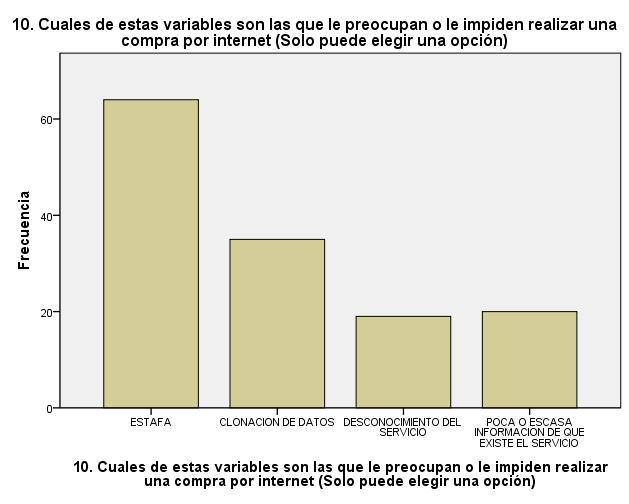 10. Cuales de estas variables son las que le preocupan o le impiden realizar una
compra por internet (Solo puede elegir una opción)
Frecuencia
60
40
20
0
ESTAFA
CLONACION DE DATOS
DESCONOCIMIENTO DEL
SERVICIO
POCA O ESCASA
INFORMACION DE QUE
EXISTE EL SERVICIO
10. Cuales de estas variables son las que le preocupan o le impiden realizar
una compra por internet (Solo puede elegir una opción)